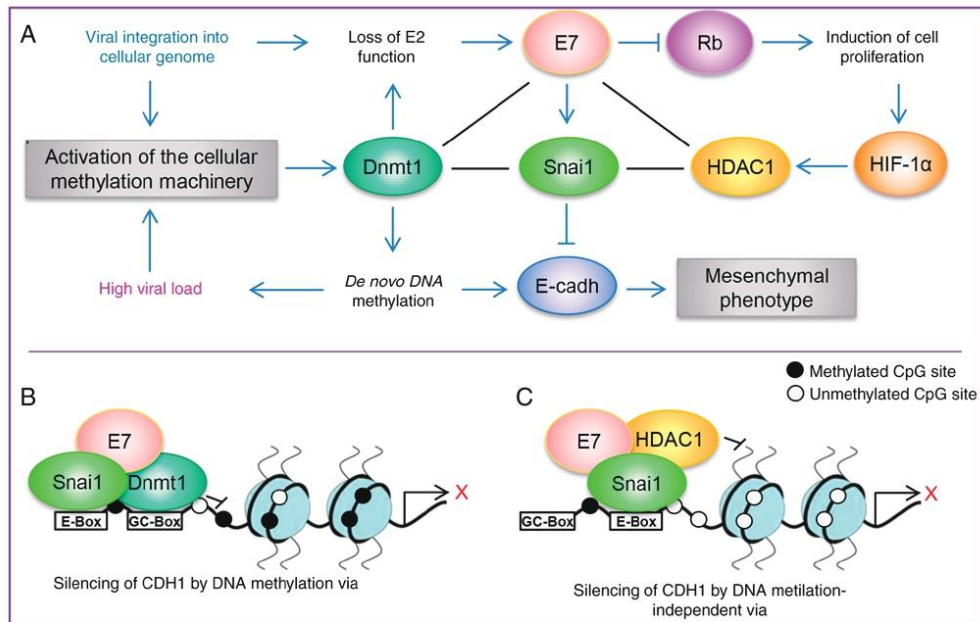 A
Viral integration into
cellular genome
Loss of E2
function
E7
Rb
Induction of cell
proliferation
Activation of the cellular
methylation machinery
Dnmt1
Snai1
HDAC1
HIF-1α
High viral load
De novo DNA
methylation
E-cadh
Mesenchymal
phenotype
Methylated CpG site
Unmethylated CpG site
B
E7
Snai1
Dnmt1
E-Box
GC-Box
X
Silencing of CDH1 by DNA methylation via
C
E7
HDAC1
Snai1
GC-Box
E-Box
X
Silencing of CDH1 by DNA metilation-
independent via